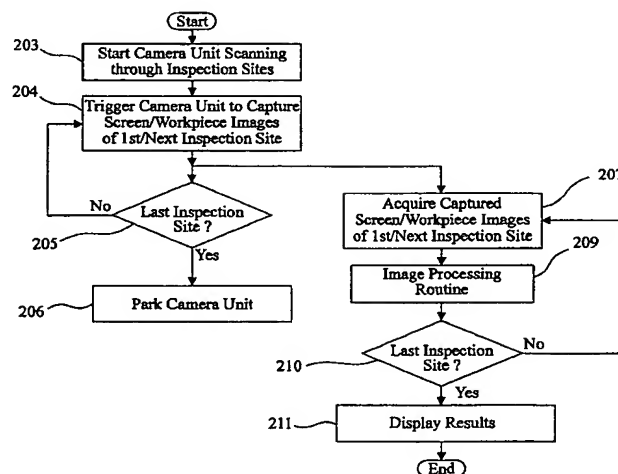 Start
203
Start Camera Unit Scanning
through Inspection Sites
204
Trigger Camera Unit to Capture
Screen/Workpiece Images
of 1st/Next Inspection Site
No
Last Inspection
Site ?
205
Yes
206
Park Camera Unit
207
Acquire Captured
Screen/Workpiece Images
of 1st/Next Inspection Site
209
Image Processing
Routine
Last Inspection
Site ?
No
210
Yes
211
Display Results
End